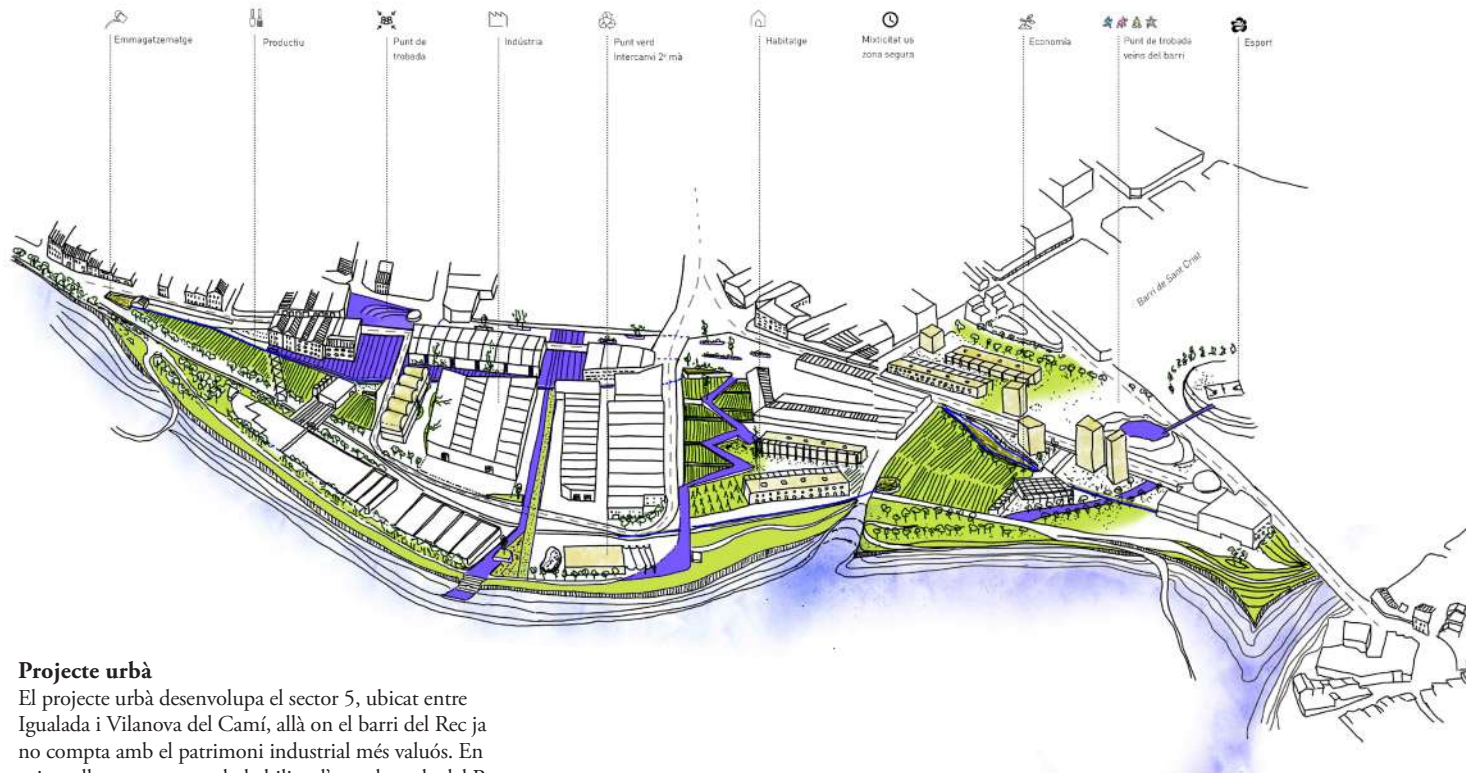 Emmagatzematge
Productiu
Punt de
trobada
Indústria
Punt verd
Intercanvi 2ª mà
Habitatge
Mixticitat us
zona segura
Economia
Punt de trobada
veins del barri
Esport
Barri de Sant Crist
Projecte urbà
El projecte urbà desenvolupa el sector 5, ubicat entre
Igualada i Vilanova del Camí, allà on el barri del Rec ja
no compta amb el patrimoni industrial més valuós. En